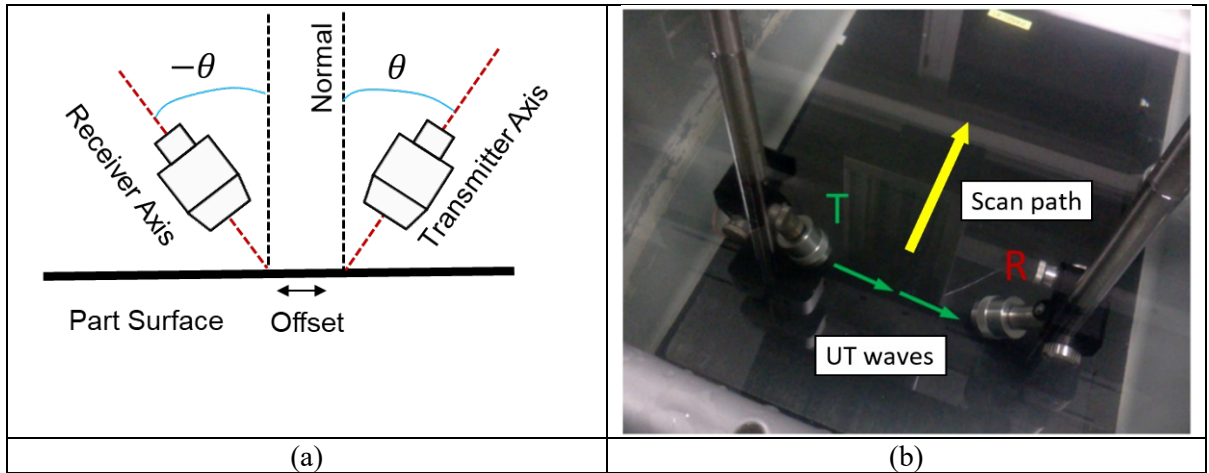 −θ
Normal
θ
Receiver Axis
Transmitter Axis
Part Surface
Offset
T
Scan path
R
UT waves
(a)
(b)